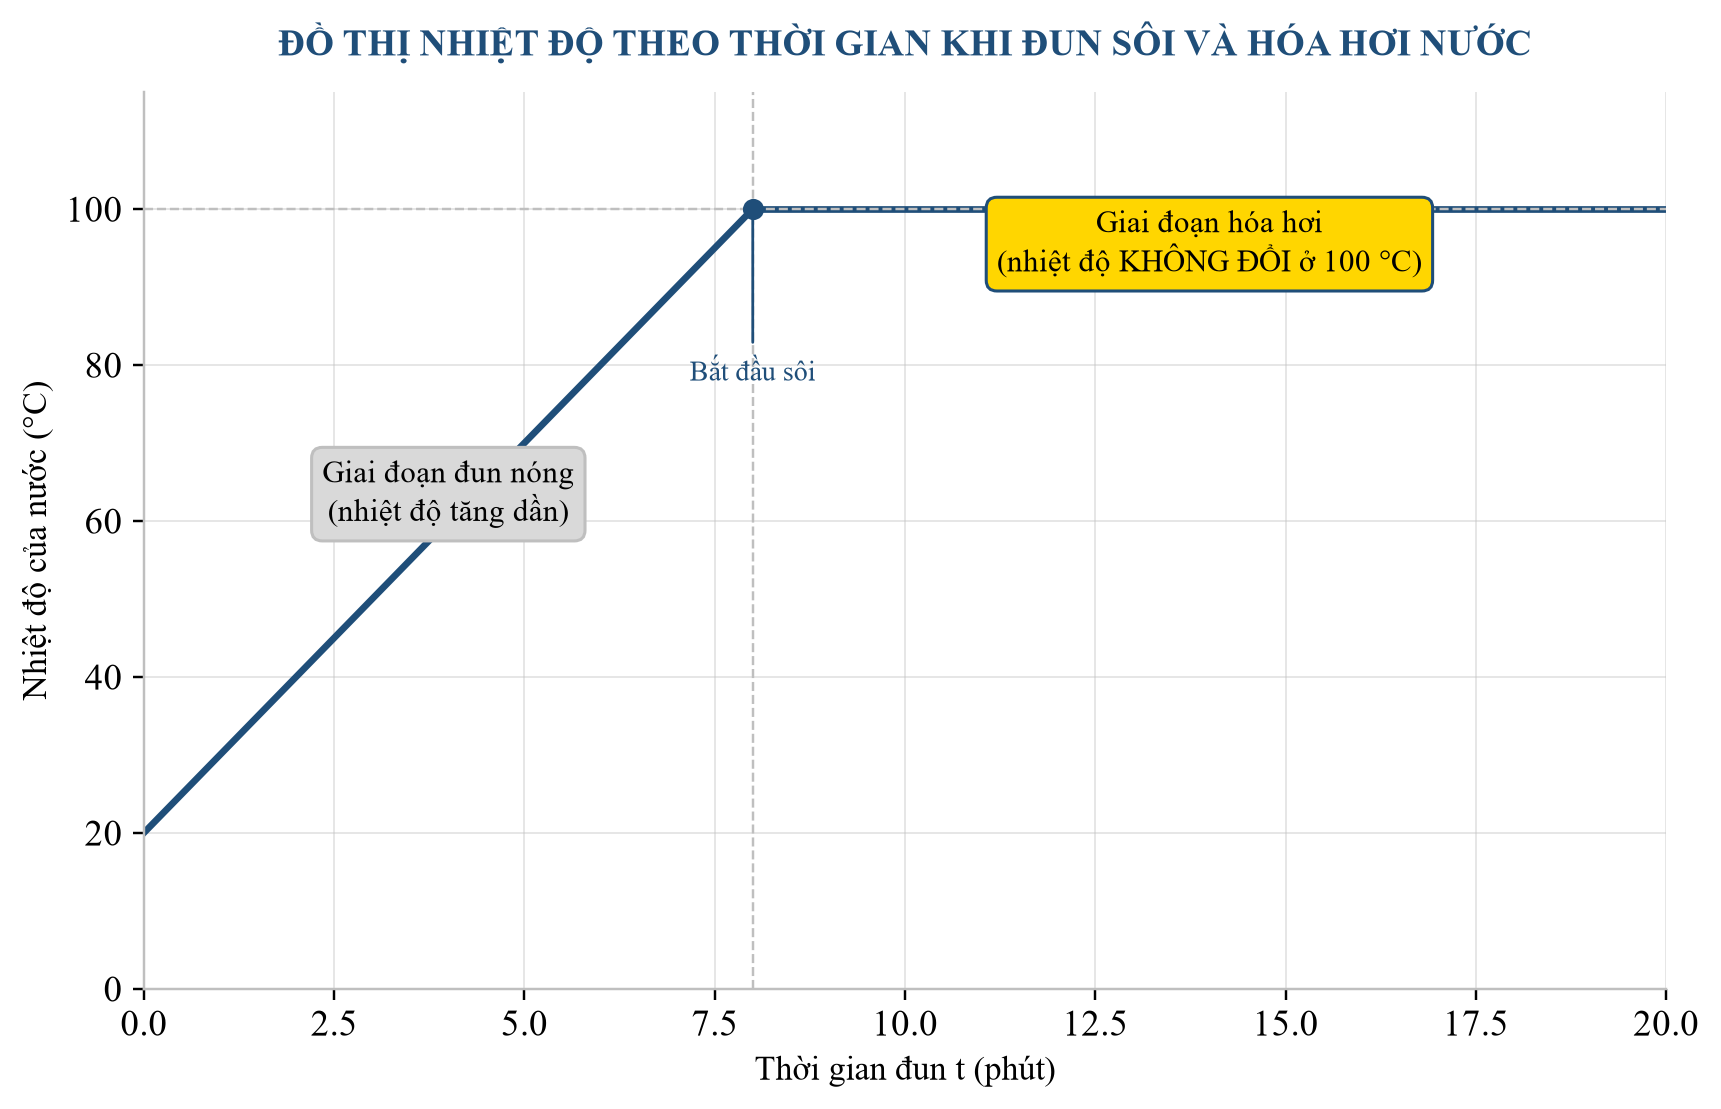 ĐỒ THỊ NHIỆT ĐỘ THEO THỜI GIAN KHI ĐUN SÔI VÀ HÓA HƠI NƯỚC
Nhiệt độ của nước (°C)
100
80
60
40
20
0
Giai đoạn hóa hơi
(nhiệt độ KHÔNG ĐỔI ở 100 °C)
Bắt đầu sôi
Giai đoạn đun nóng
(nhiệt độ tăng dần)
0.0 2.5 5.0 7.5 10.0 12.5 15.0 17.5 20.0
Thời gian đun t (phút)